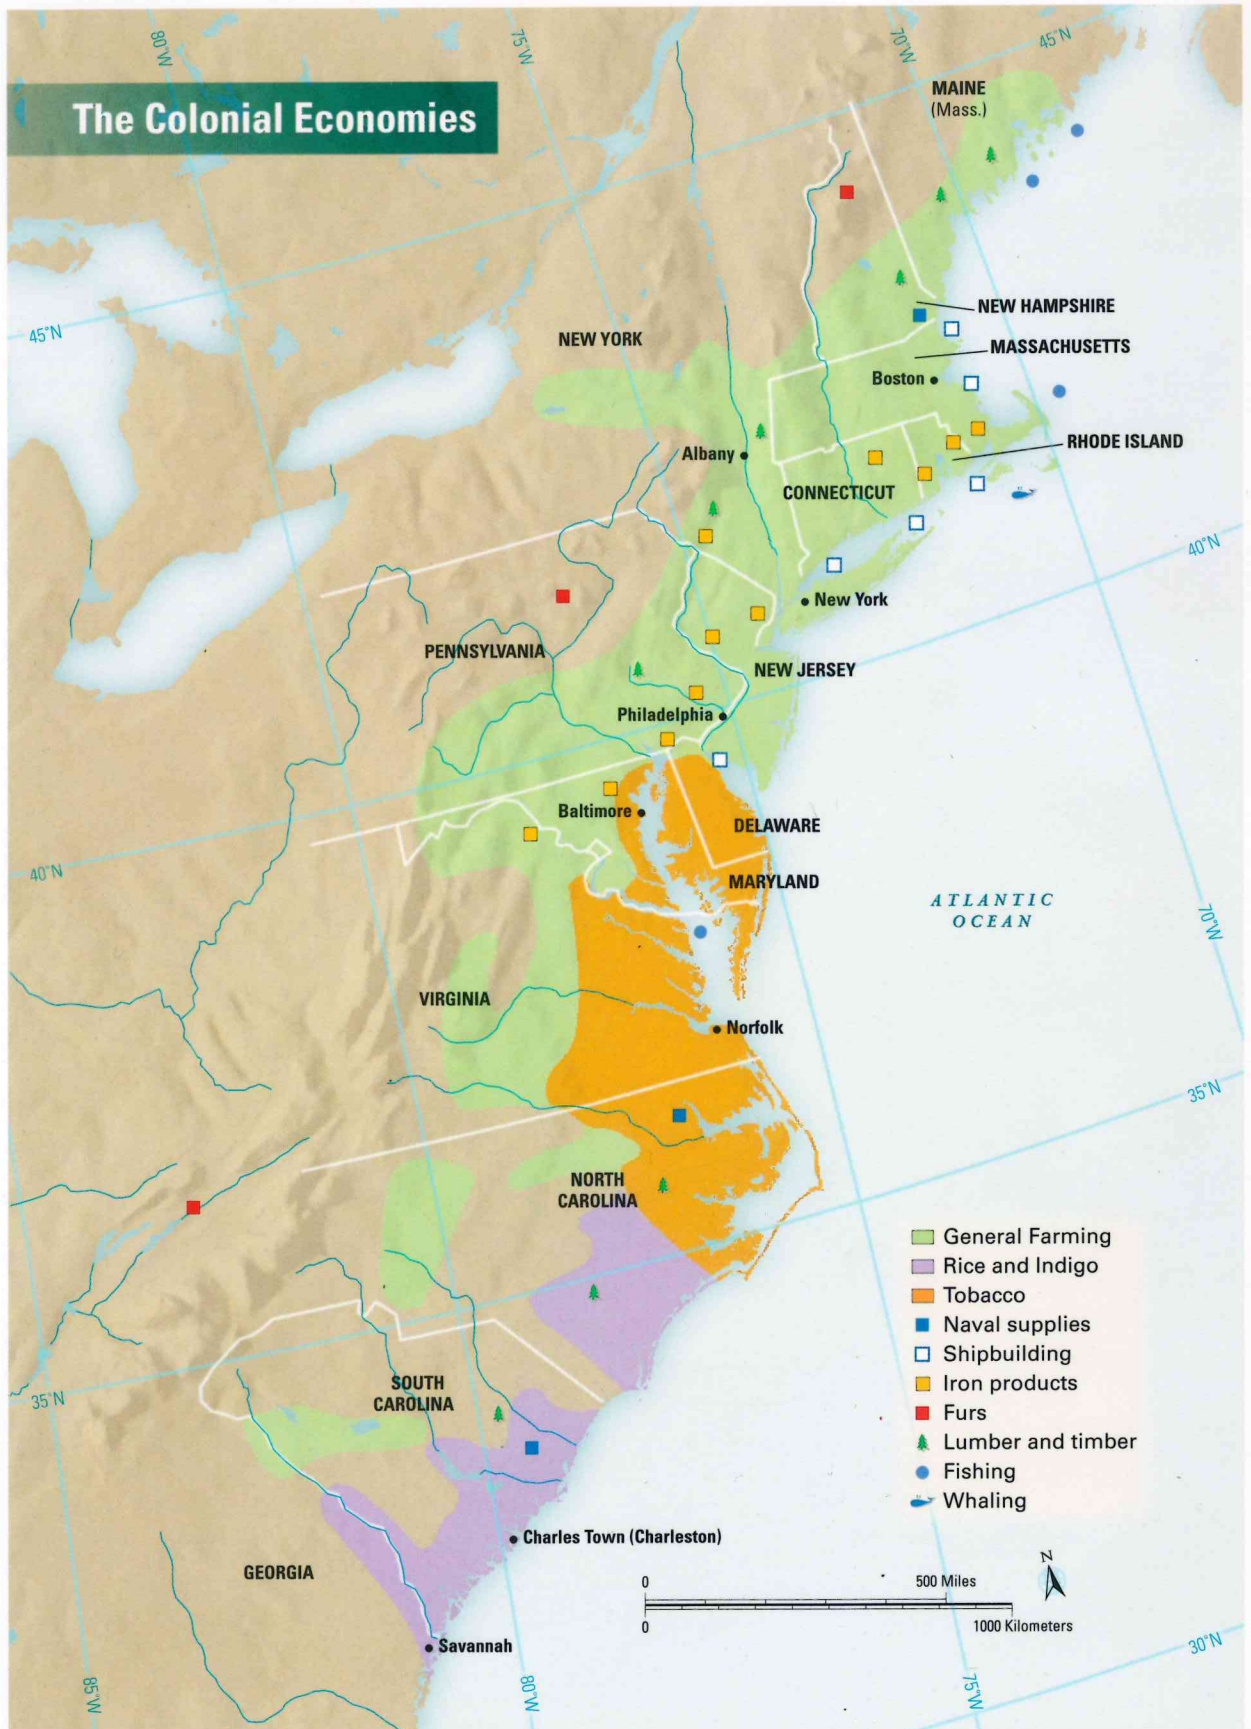 80°W
75°W
70°W
45°N
The Colonial Economies
MAINE
(Mass.)
45°N
NEW HAMPSHIRE
NEW YORK
MASSACHUSETTS
Boston
RHODE ISLAND
Albany
CONNECTICUT
40°N
New York
PENNSYLVANIA
NEW JERSEY
Philadelphia
Baltimore
DELAWARE
40°N
MARYLAND
ATLANTIC
OCEAN
70°W
VIRGINIA
Norfolk
35°N
NORTH
CAROLINA
General Farming
Rice and Indigo
Tobacco
Naval supplies
Shipbuilding
Iron products
Furs
Lumber and timber
Fishing
Whaling
35°N
SOUTH
CAROLINA
Charles Town (Charleston)
GEORGIA
N
0
500 Miles
0
1000 Kilometers
Savannah
30°N
85°W
80°W
75°W